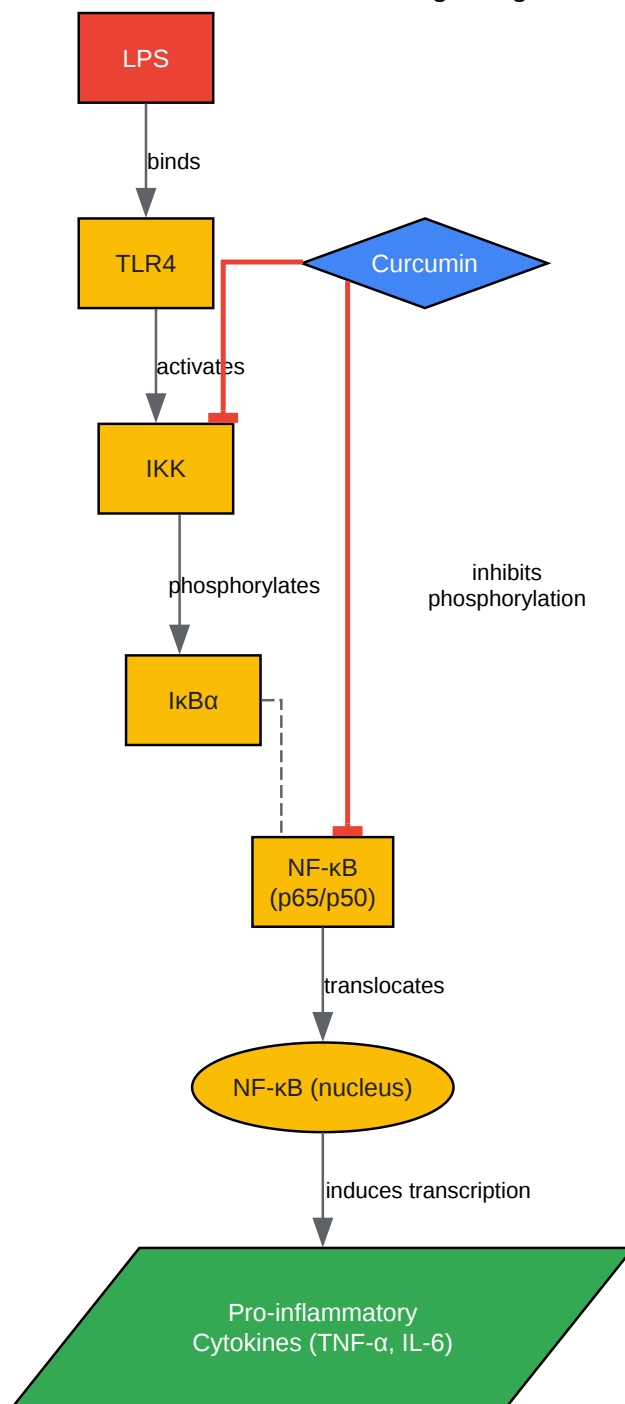 LPS
binds
TLR4
Curcumin
activates
IKK
phosphorylates
inhibits
phosphorylation
IκBα
NF-κB
(p65/p50)
translocates
NF-κB (nucleus)
induces transcription
Pro-inflammatory
Cytokines (TNF-α, IL-6)